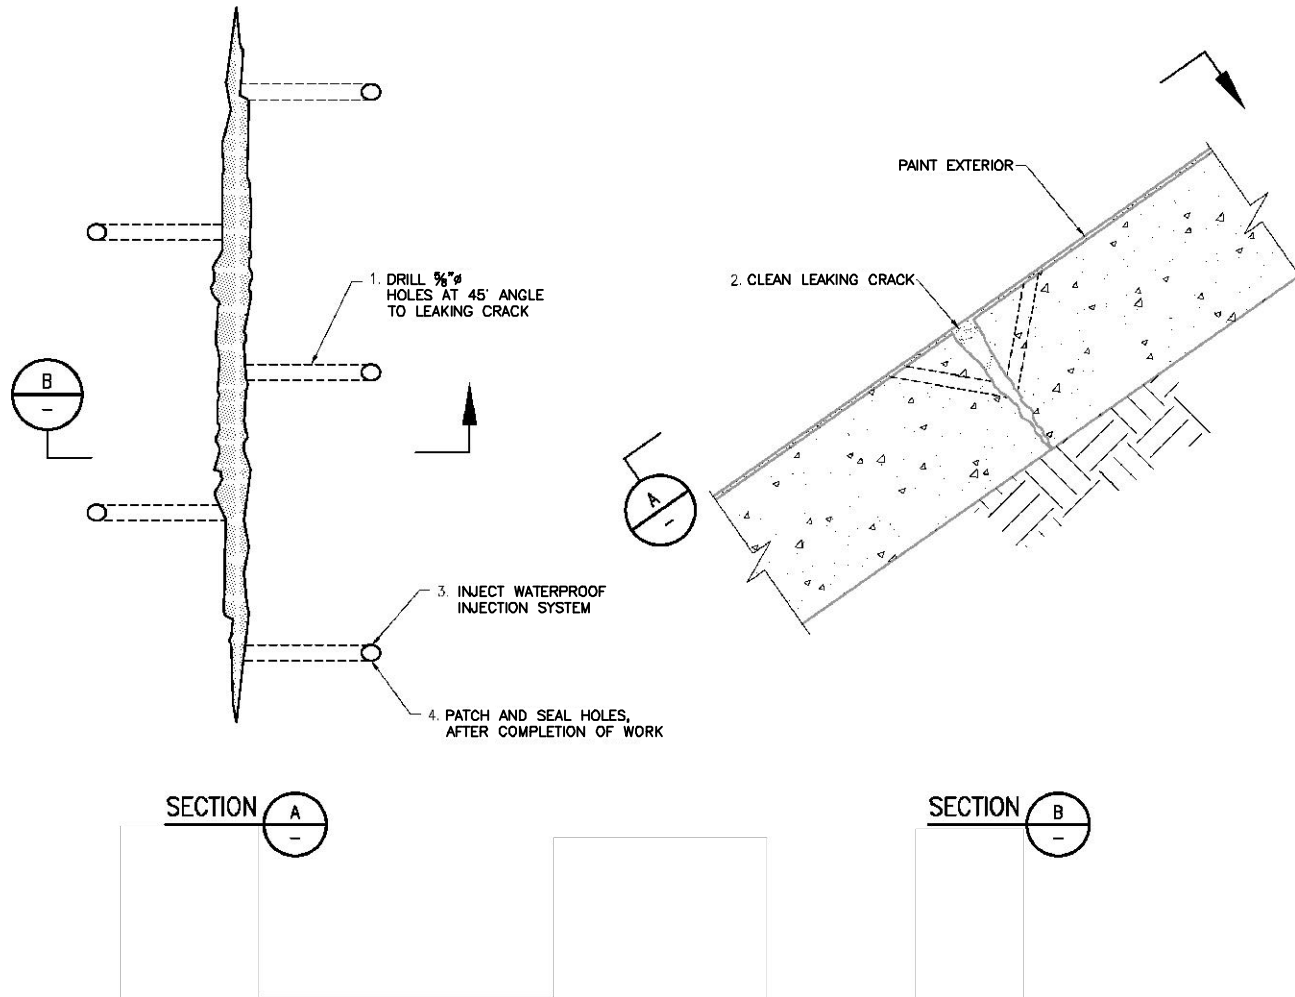 PAINT EXTERIOR
1. DRILL 5/8"ø
HOLES AT 45' ANGLE
TO LEAKING CRACK
2. CLEAN LEAKING CRACK
B
–
A
–
3. INJECT WATERPROOF
INJECTION SYSTEM
4. PATCH AND SEAL HOLES,
AFTER COMPLETION OF WORK
SECTION A
–
SECTION B
–